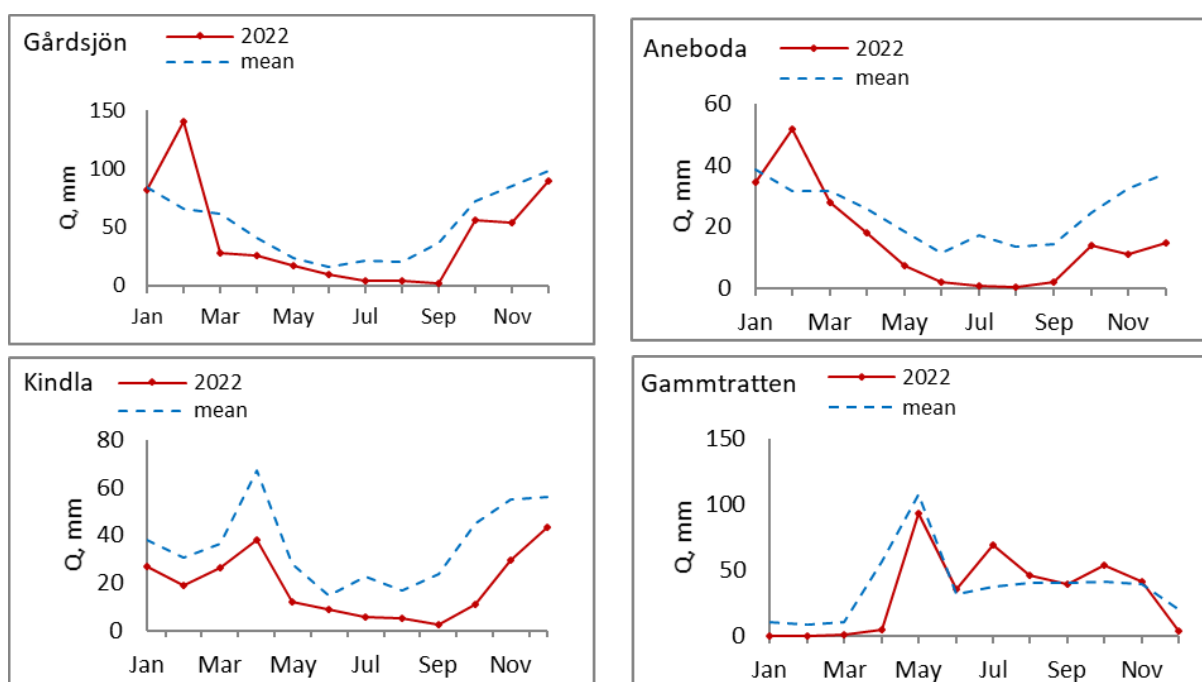 Gårdsjön
2022
mean
Q, mm
150
100
50
0
Jan Mar May Jul Sep Nov
Aneboda
2022
mean
Q, mm
60
40
20
0
Jan Mar May Jul Sep Nov
Kindla
2022
mean
Q, mm
80
60
40
20
0
Jan Mar May Jul Sep Nov
Gammtratten
2022
mean
Q, mm
150
100
50
0
Jan Mar May Jul Sep Nov